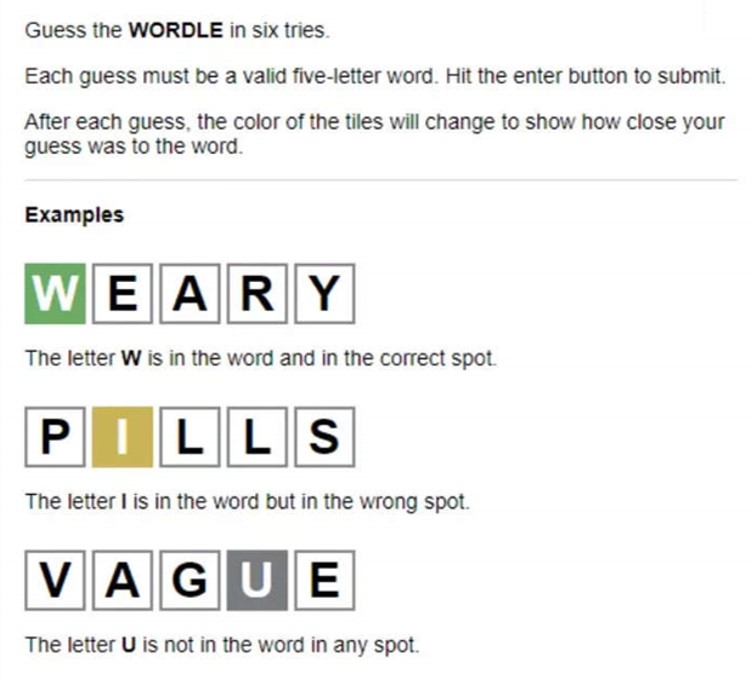 Guess the WORDLE in six tries.
Each guess must be a valid five-letter word. Hit the enter button to submit.
After each guess, the color of the tiles will change to show how close your
guess was to the word.
Examples
WEARY
The letter W is in the word and in the correct spot.
PILLS
The letter I is in the word but in the wrong spot.
VAGUE
The letter U is not in the word in any spot.